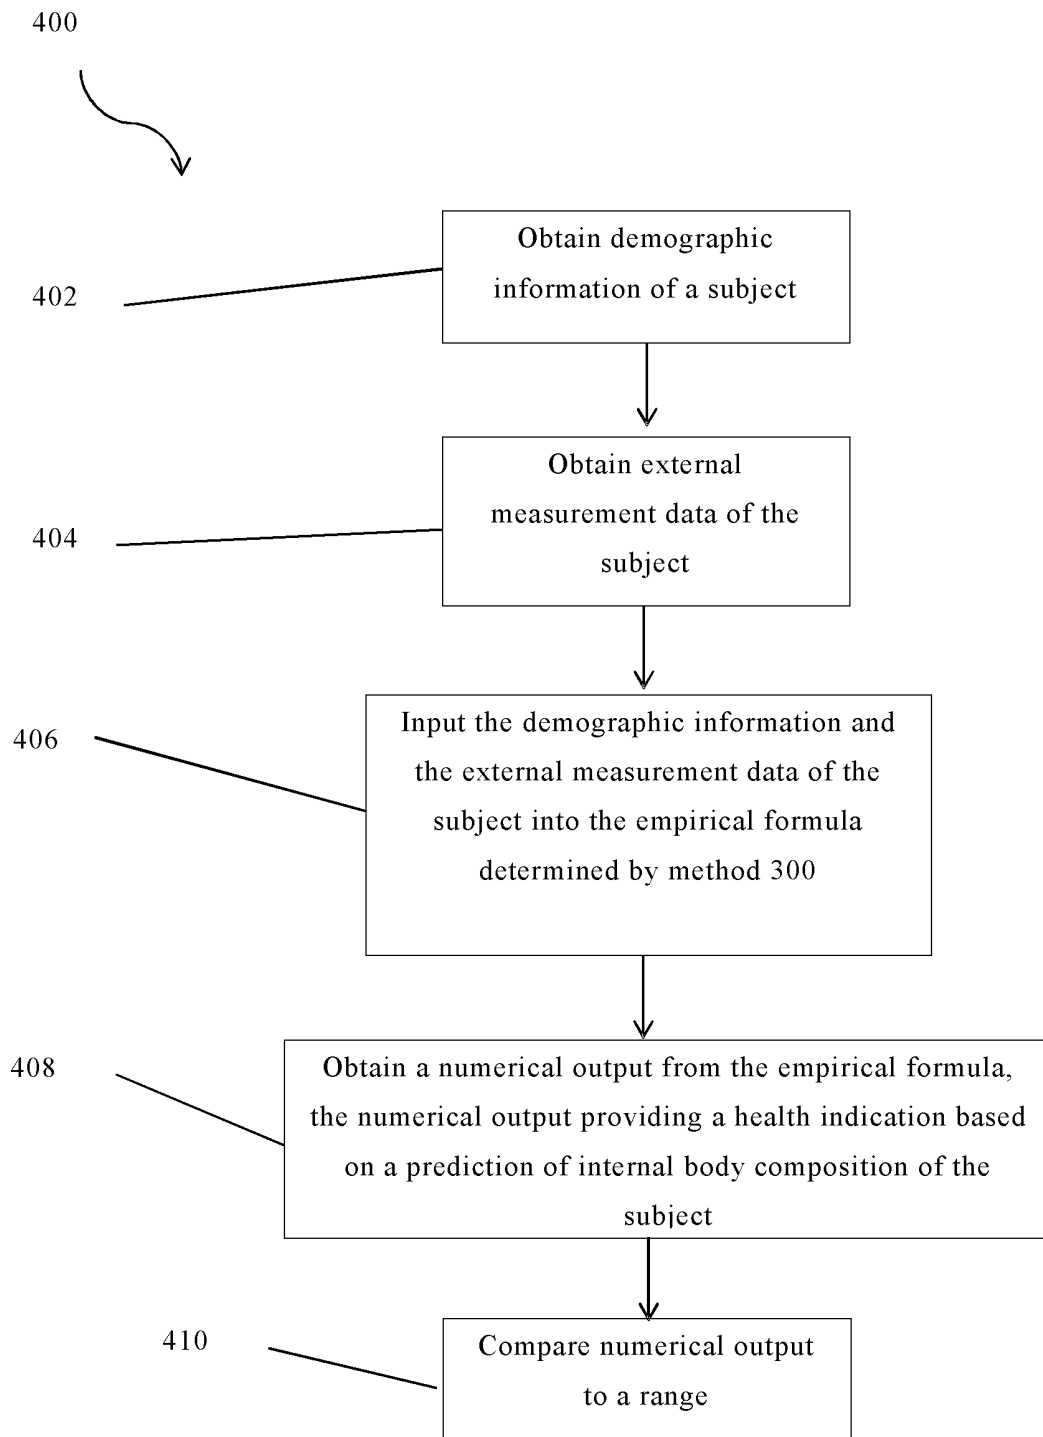 400
402
Obtain demographic
information of a subject
404
Obtain external
measurement data of the
subject
406
Input the demographic information and
the external measurement data of the
subject into the empirical formula
determined by method 300
408
Obtain a numerical output from the empirical formula,
the numerical output providing a health indication based
on a prediction of internal body composition of the
subject
410
Compare numerical output
to a range